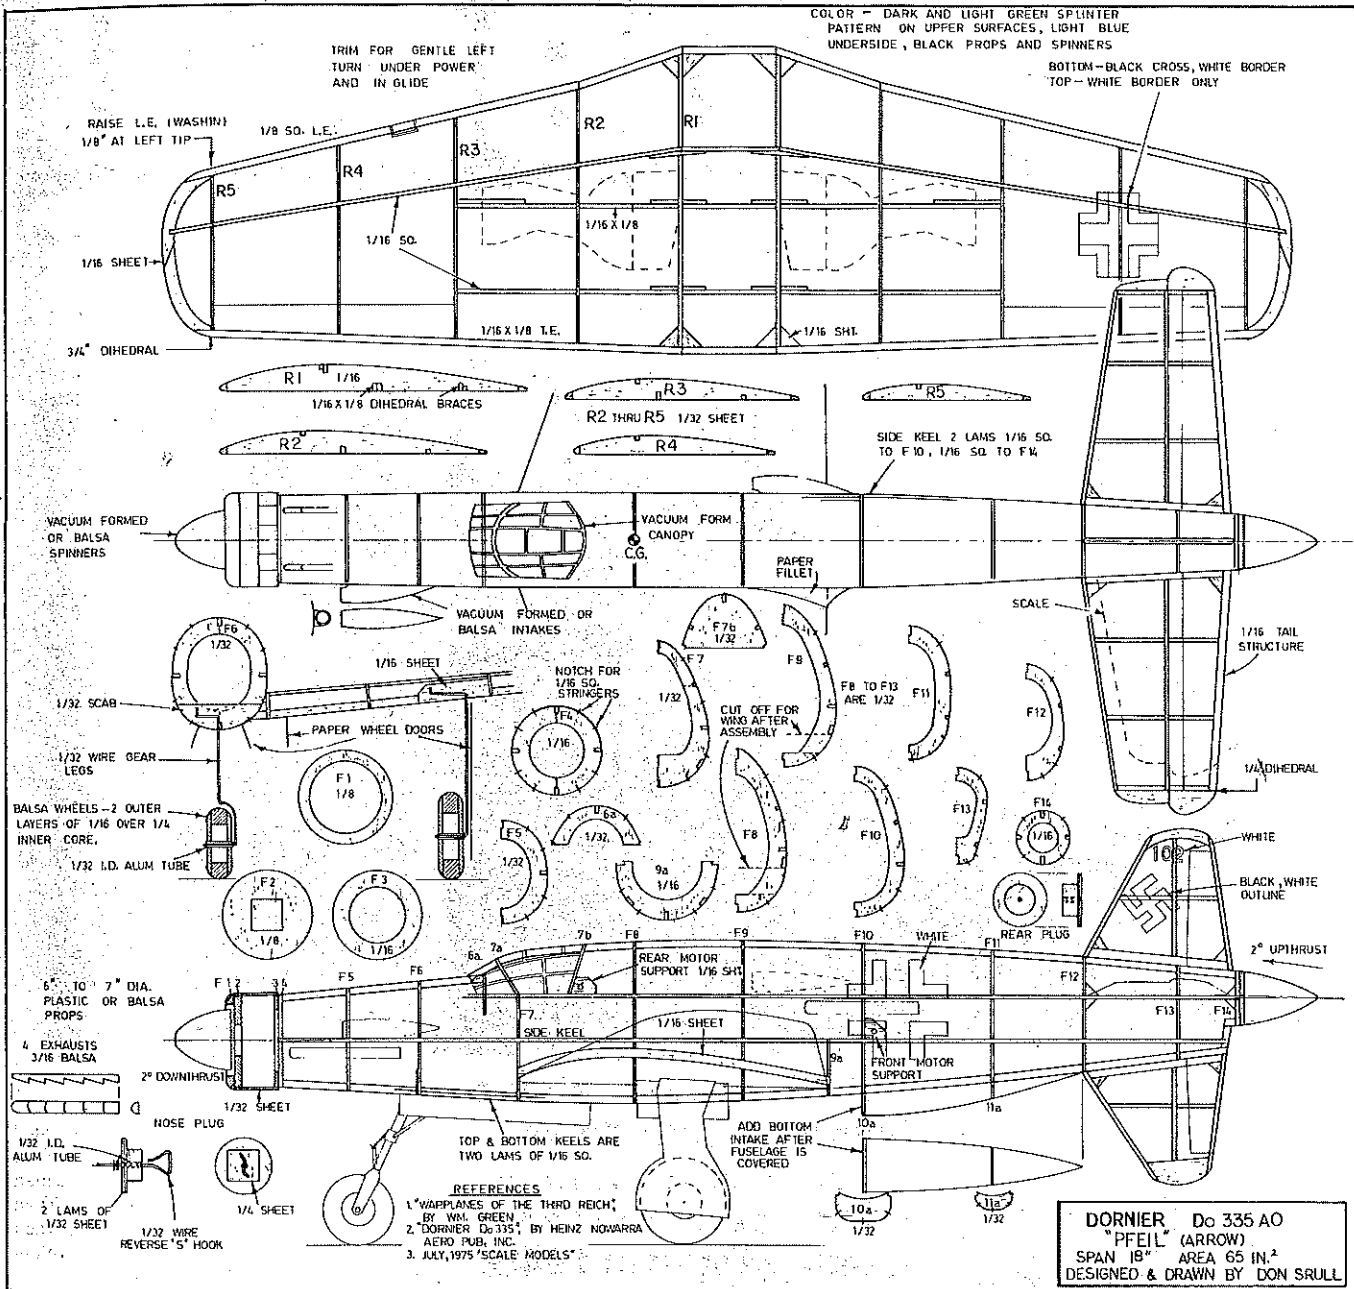 COLOR - DARK AND LIGHT GREEN SPLINTER
PATTERN ON UPPER SURFACES, LIGHT BLUE
UNDERSIDE, BLACK PROPS AND SPINNERS
TRIM FOR GENTLE LEFT
TURN UNDER POWER
AND IN GLIDE
BOTTOM-BLACK CROSS, WHITE BORDER
TOP-WHITE BORDER ONLY
RAISE L.E. (WASHIN)
1/8" AT LEFT TIP
1/8 SQ. L.E.
R5
R4
R3
R2
R1
1/16 SQ.
1/16 X 1/8
1/16 SHEET
1/16 X 1/8 T.E.
1/16 SHT.
3/4" DIHEDRAL
R1
1/16
1/16 X 1/8 DIHEDRAL BRACES
R3
R5
R2 THRU R5 1/32 SHEET
R2
R4
SIDE KEEL 2 LAMS 1/16 SQ.
TO F10, 1/16 SQ. TO F14
VACUUM FORMED
OR BALSA
SPINNERS
VACUUM FORM
CANOPY
C.G.
PAPER
FILLET
VACUUM FORMED OR
BALSA INTAKES
SCALE
1/16 TAIL
STRUCTURE
F6
1/32
1/16 SHEET
NOTCH FOR
1/16 SQ.
STRINGERS
F7b
1/32
F7
1/32
F9
F8 TO F13
ARE 1/32
F11
F12
1/32 SCAB
PAPER WHEEL DOORS
F4
1/16
CUT OFF FOR
WING AFTER
ASSEMBLY
1/32 WIRE GEAR
LEGS
F1
1/8
1/4 DIHEDRAL
BALSA WHEELS-2 OUTER
LAYERS OF 1/16 OVER 1/4
INNER CORE.
1/32 I.D. ALUM TUBE
F5
1/32
6a
1/32
F8
F10
F13
F14
1/16
F2
1/8
F3
1/16
9a
1/16
REAR PLUG
102
WHITE
BLACK, WHITE
OUTLINE
6" TO 7" DIA.
PLASTIC OR BALSA
PROPS
F1
2
3
4
F5
F6
6a
7a
7b
F8
F9
F10
WHITE
F11
F12
F13
F14
2° UPTHRUST
REAR MOTOR
SUPPORT 1/16 SHT
F7
SIDE KEEL
1/16 SHEET
9a
FRONT MOTOR
SUPPORT
4 EXHAUSTS
3/16 BALSA
2° DOWNTHRUST
1/32 SHEET
NOSE PLUG
1/32 I.D.
ALUM TUBE
2 LAMS OF
1/32 SHEET
1/32 WIRE
REVERSE 'S' HOOK
1/4 SHEET
TOP & BOTTOM KEELS ARE
TWO LAMS OF 1/16 SQ.
ADD BOTTOM
INTAKE AFTER
FUSELAGE IS
COVERED
10a
11a
10a
1/32
11a
1/32
REFERENCES
1. "WARPLANES OF THE THIRD REICH",
BY WM. GREEN
2. "DORNIER Do 335", BY HEINZ NOWARRA
AERO PUB. INC.
3. JULY, 1975 "SCALE MODELS"
DORNIER Do 335 AO
"PFEIL" (ARROW)
SPAN 18" AREA 65 IN.²
DESIGNED & DRAWN BY DON SRULL